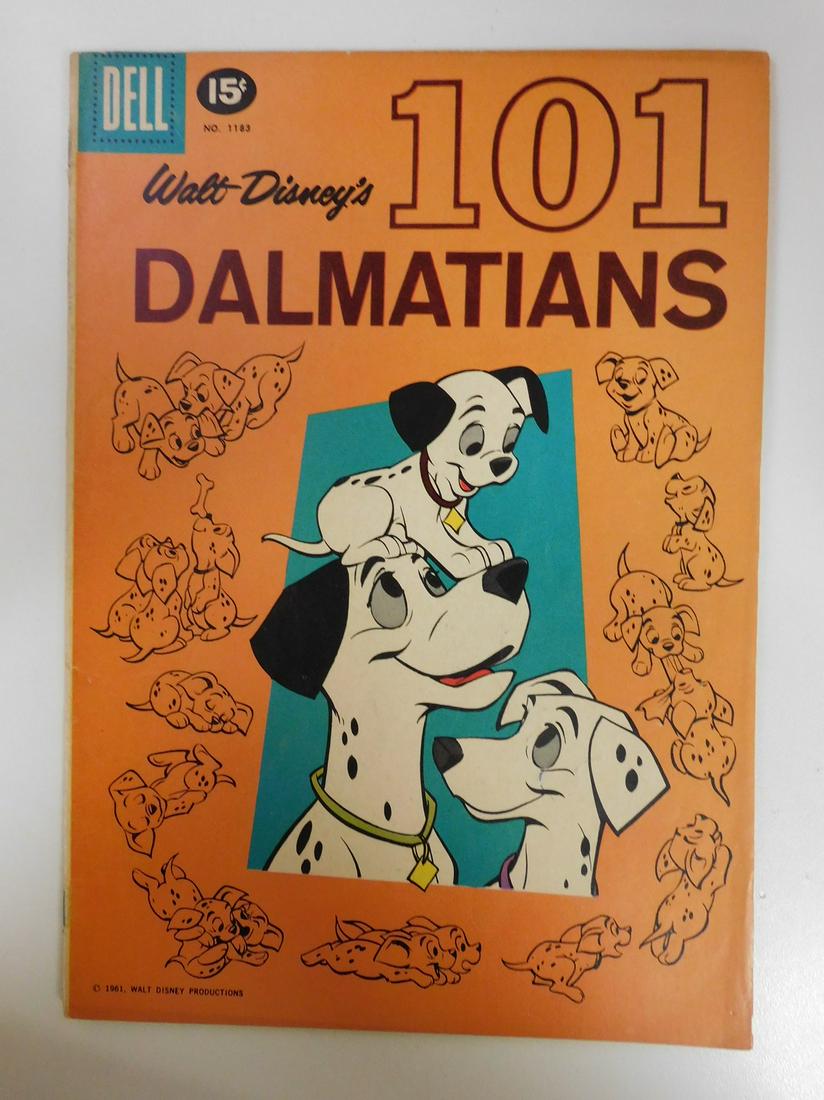 DELL
15¢
NO. 1183
Walt Disney's
101
DALMATIANS
© 1961, WALT DISNEY PRODUCTIONS